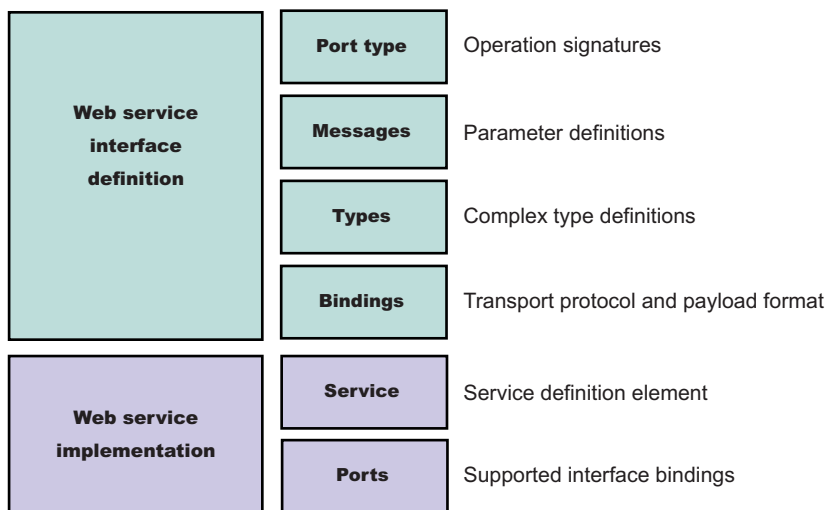 Web service
interface
definition
Port type
Operation signatures
Messages
Parameter definitions
Types
Complex type definitions
Bindings
Transport protocol and payload format
Web service
implementation
Service
Service definition element
Ports
Supported interface bindings